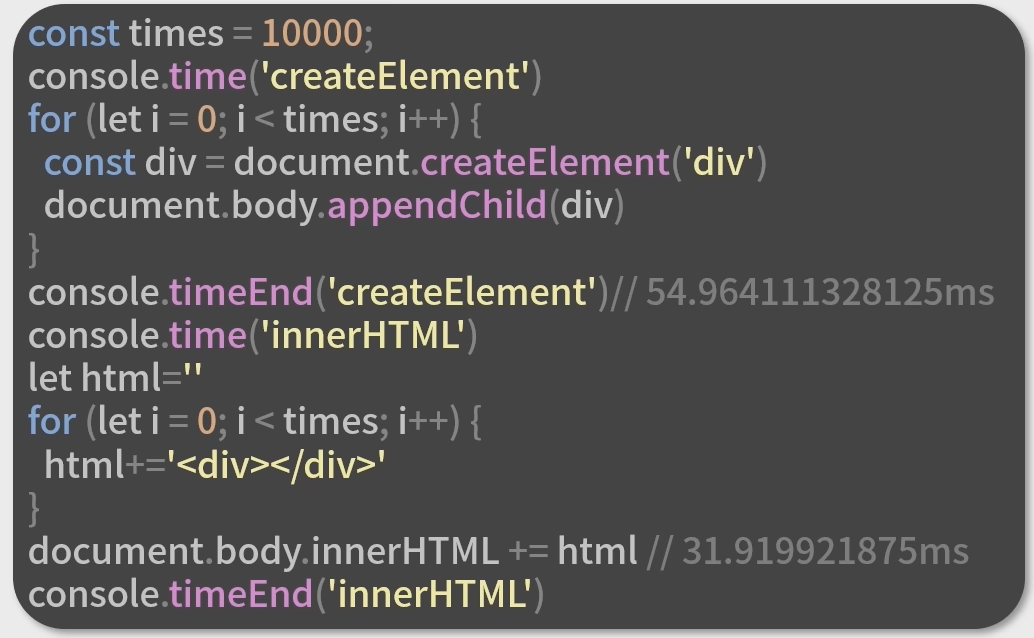 const times = 10000;
console.time('createElement')
for (let i = 0; i < times; i++) {
  const div = document.createElement('div')
  document.body.appendChild(div)
}
console.timeEnd('createElement')// 54.964111328125ms
console.time('innerHTML')
let html=''
for (let i = 0; i < times; i++) {
  html+='<div></div>'
}
document.body.innerHTML += html // 31.919921875ms
console.timeEnd('innerHTML')